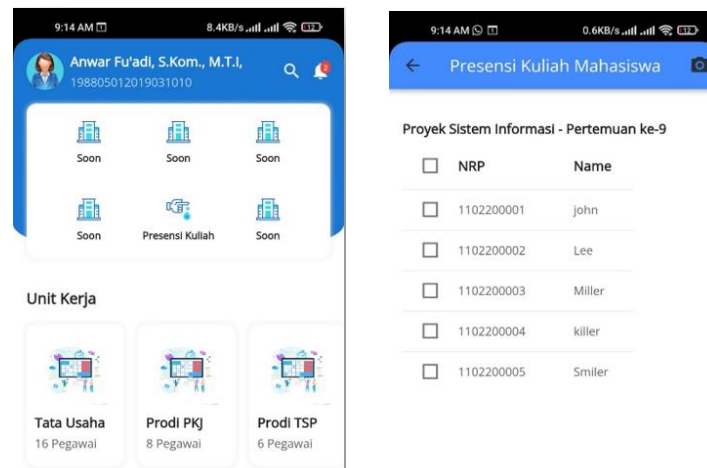 9:14 AM
8.4KB/s
112
Anwar Fu'adi, S.Kom., M.T.I,
198805012019031010
Soon Soon Soon
Soon Presensi Kuliah Soon
Unit Kerja
Tata Usaha Prodi PKJ Prodi TSP
16 Pegawai 8 Pegawai 6 Pegawai
9:14 AM
0.6KB/s
112
Presensi Kuliah Mahasiswa
Proyek Sistem Informasi - Pertemuan ke-9
NRP Name
1102200001 john
1102200002 Lee
1102200003 Miller
1102200004 killer
1102200005 Smiler